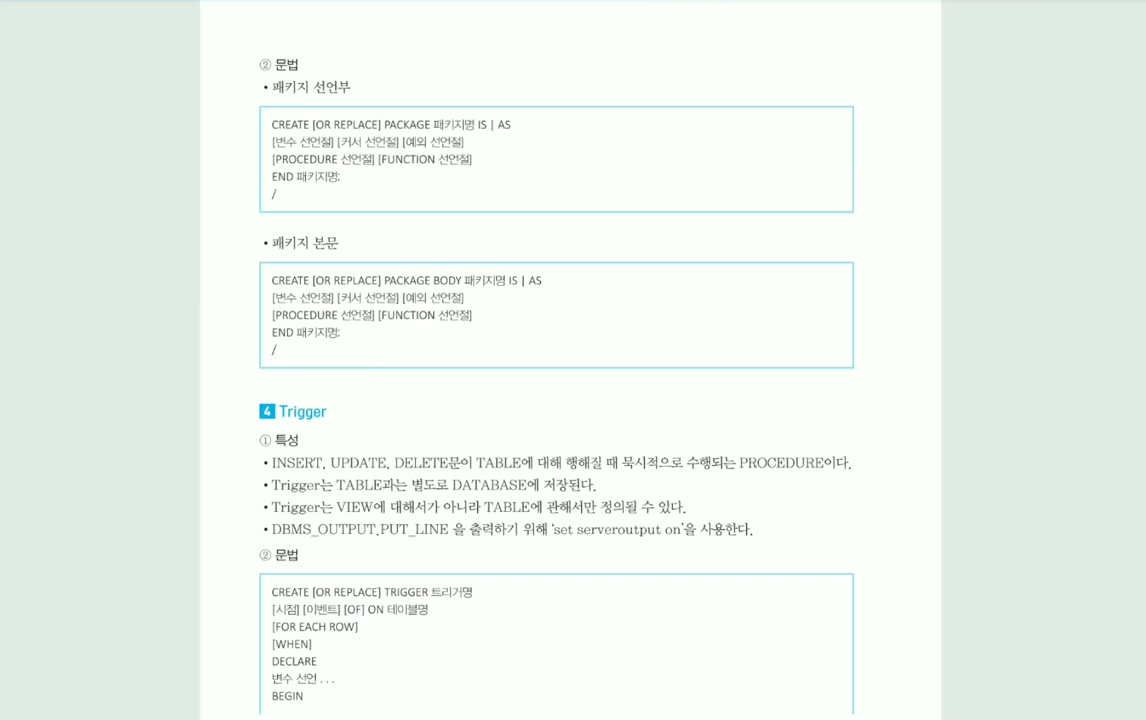 ② 문법
• 패키지 선언부
CREATE [OR REPLACE] PACKAGE 패키지명 IS | AS
[변수 선언절] [커서 선언절] [예외 선언절]
[PROCEDURE 선언절] [FUNCTION 선언절]
END 패키지명;
/
• 패키지 본문
CREATE [OR REPLACE] PACKAGE BODY 패키지명 IS | AS
[변수 선언절] [커서 선언절] [예외 선언절]
[PROCEDURE 선언절] [FUNCTION 선언절]
END 패키지명;
/
4 Trigger
① 특성
• INSERT, UPDATE, DELETE문이 TABLE에 대해 행해질 때 묵시적으로 수행되는 PROCEDURE이다.
• Trigger는 TABLE과는 별도로 DATABASE에 저장된다.
• Trigger는 VIEW에 대해서가 아니라 TABLE에 관해서만 정의될 수 있다.
• DBMS_OUTPUT.PUT_LINE 을 출력하기 위해 ‘set serveroutput on’을 사용한다.
② 문법
CREATE [OR REPLACE] TRIGGER 트리거명
[시점] [이벤트] [OF] ON 테이블명
[FOR EACH ROW]
[WHEN]
DECLARE
변수 선언 . . .
BEGIN